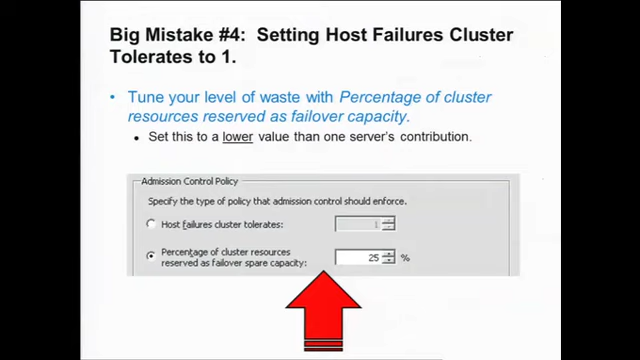 Big Mistake #4:  Setting Host Failures Cluster
Tolerates to 1.
• Tune your level of waste with Percentage of cluster
resources reserved as failover capacity.
• Set this to a lower value than one server's contribution.
Admission Control Policy
Specify the type of policy that admission control should enforce.
Host failures cluster tolerates: 1
Percentage of cluster resources
reserved as failover spare capacity: 25 %